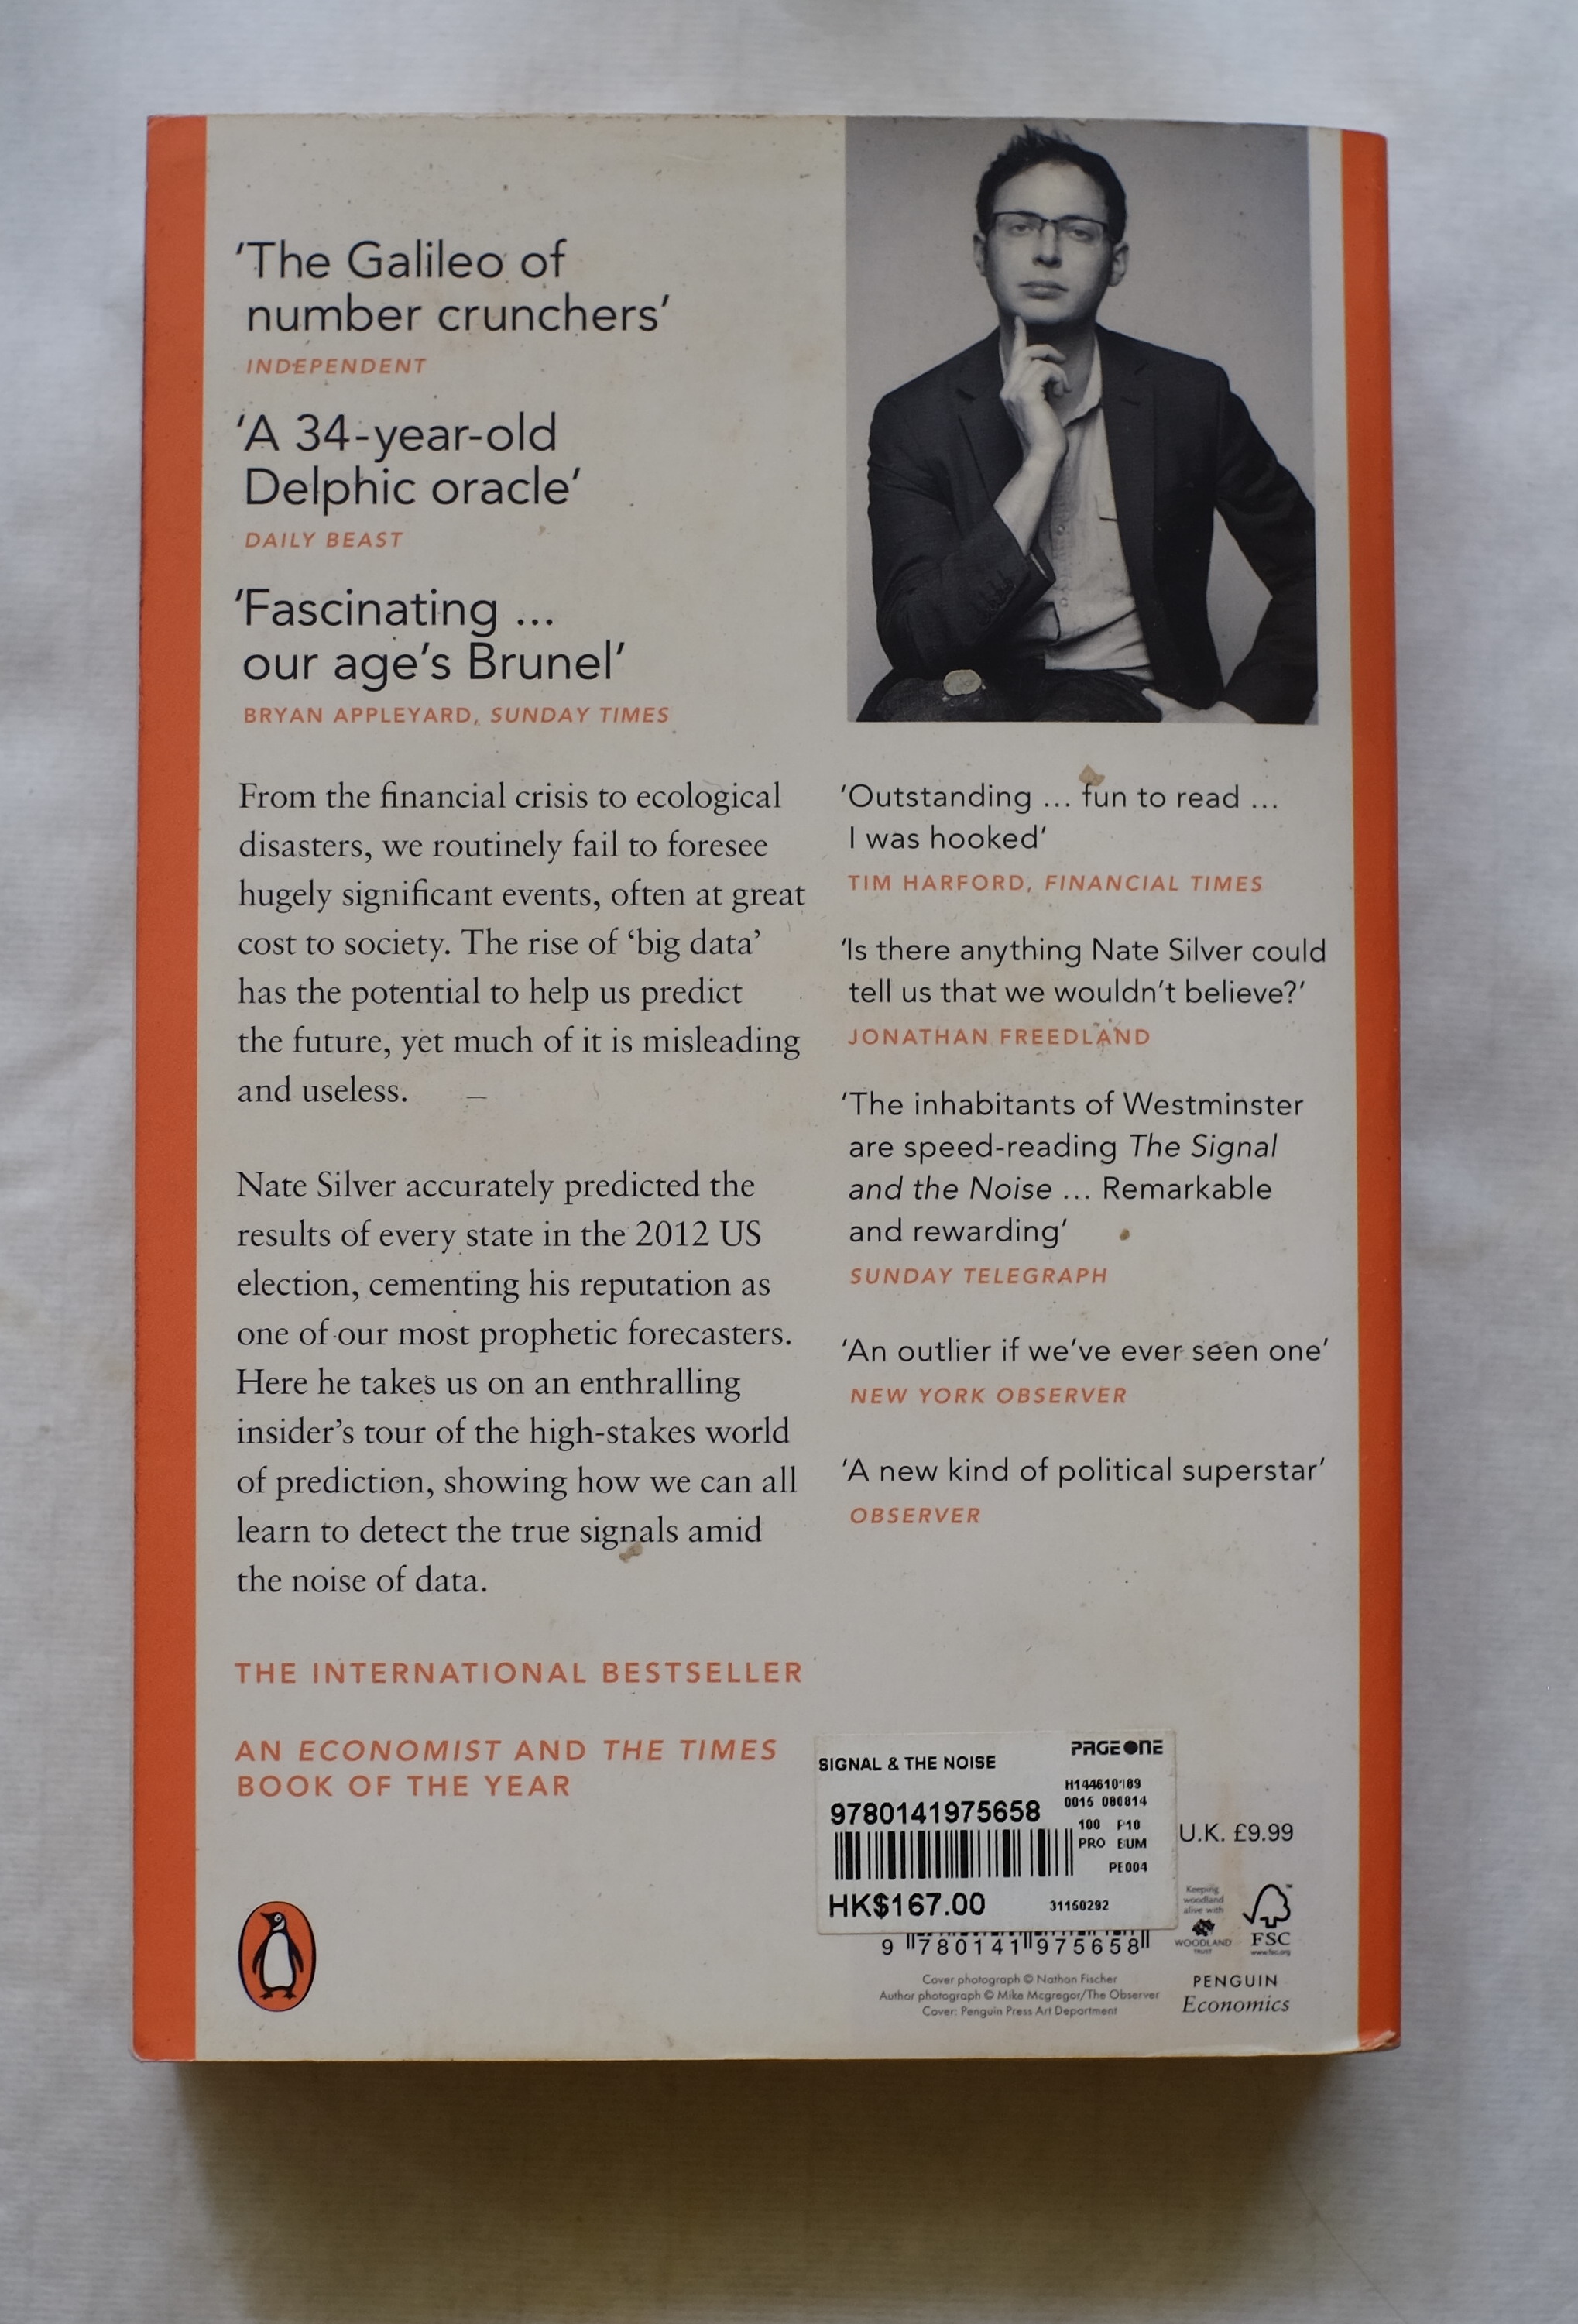 ‘The Galileo of
number crunchers’
INDEPENDENT
‘A 34-year-old
Delphic oracle’
DAILY BEAST
‘Fascinating ...
our age’s Brunel’
BRYAN APPLEYARD, SUNDAY TIMES
From the financial crisis to ecological
disasters, we routinely fail to foresee
hugely significant events, often at great
cost to society. The rise of ‘big data’
has the potential to help us predict
the future, yet much of it is misleading
and useless.
Nate Silver accurately predicted the
results of every state in the 2012 US
election, cementing his reputation as
one of our most prophetic forecasters.
Here he takes us on an enthralling
insider’s tour of the high-stakes world
of prediction, showing how we can all
learn to detect the true signals amid
the noise of data.
THE INTERNATIONAL BESTSELLER
AN ECONOMIST AND THE TIMES
BOOK OF THE YEAR
‘Outstanding ... fun to read ...
I was hooked’
TIM HARFORD, FINANCIAL TIMES
‘Is there anything Nate Silver could
tell us that we wouldn’t believe?’
JONATHAN FREEDLAND
‘The inhabitants of Westminster
are speed-reading The Signal
and the Noise ... Remarkable
and rewarding’
SUNDAY TELEGRAPH
‘An outlier if we’ve ever seen one’
NEW YORK OBSERVER
‘A new kind of political superstar’
OBSERVER
PAGEONE
SIGNAL & THE NOISE
H144610189
0015 080814
9780141975658
100 F10
PRO EUM
PE004
HK$167.00
31150292
9 780141 975658
U.K. £9.99
Keeping
woodland
alive with
WOODLAND
TRUST
FSC
www.fsc.org
Cover photograph © Nathan Fischer
Author photograph © Mike Mcgregor/The Observer
Cover: Penguin Press Art Department
PENGUIN
Economics